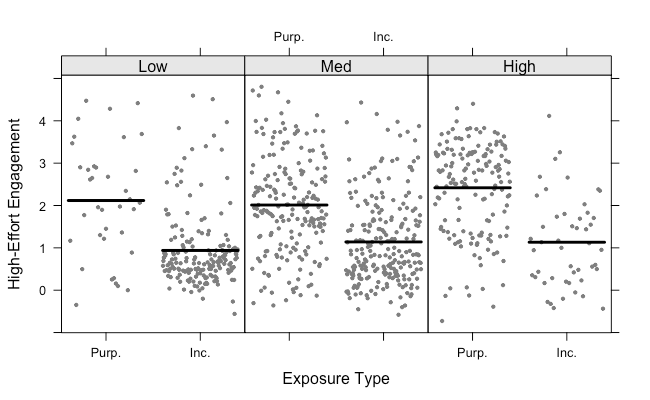 Purp. Inc.
Low Med High
High-Effort Engagement
4
3
2
1
0
Purp. Inc. Purp. Inc.
Exposure Type